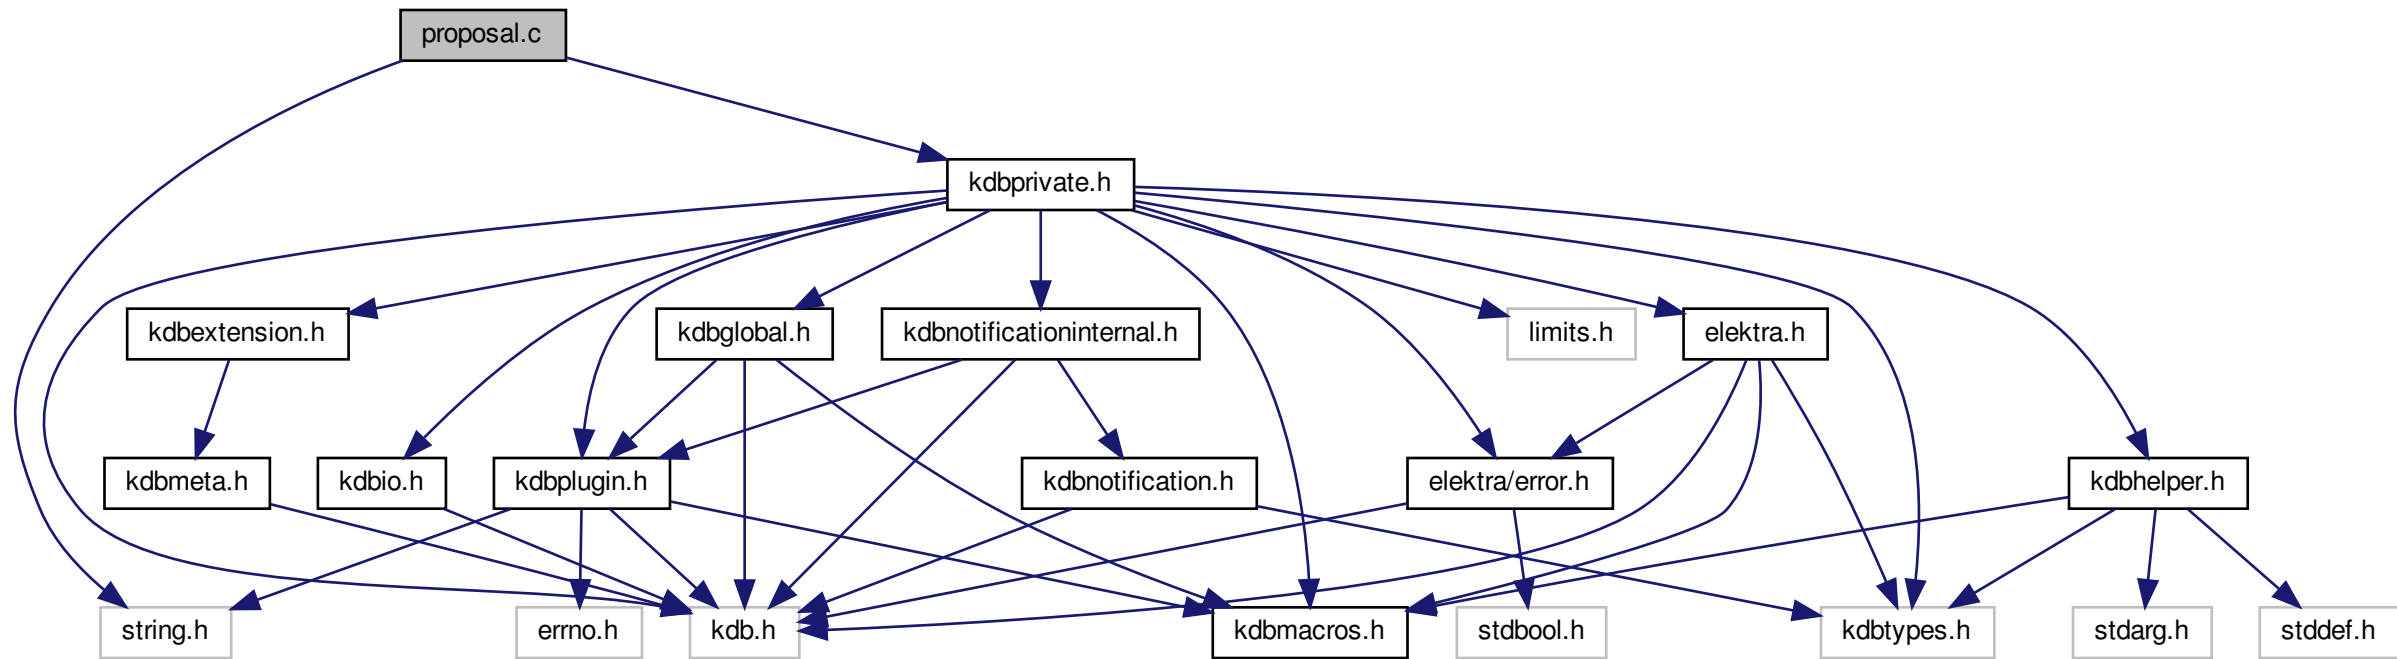 proposal.c
kdbprivate.h
kdbextension.h
kdbglobal.h
kdbnotificationinternal.h
limits.h
elektra.h
kdbmeta.h
kdbio.h
kdbplugin.h
kdbnotification.h
elektra/error.h
kdbhelper.h
string.h
errno.h
kdb.h
kdbmacros.h
stdbool.h
kdbtypes.h
stdarg.h
stddef.h